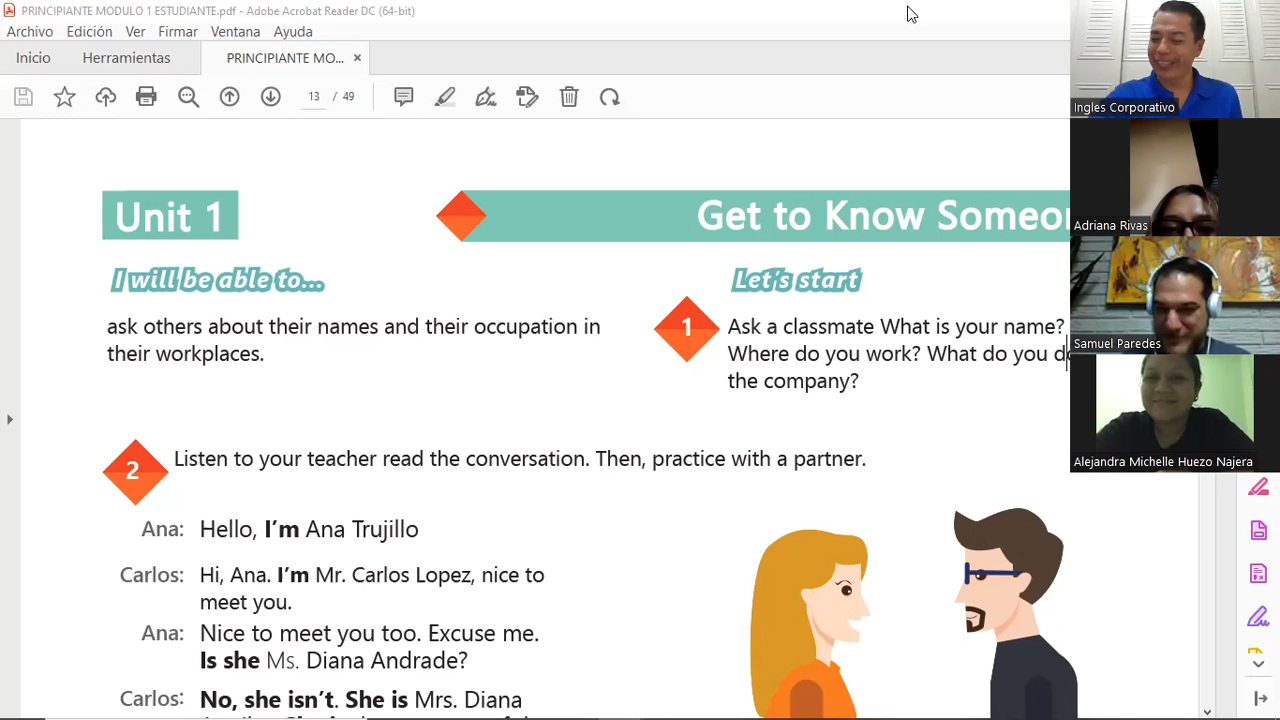 PRINCIPIANTE MODULO 1 ESTUDIANTE.pdf - Adobe Acrobat Reader DC (64-bit)
Archivo Edición Ver Firmar Ventana Ayuda
Inicio Herramientas PRINCIPIANTE MO... ×
13 / 49
Unit 1
Get to Know Someo
I will be able to...
ask others about their names and their occupation in
their workplaces.
Let's start
1
Ask a classmate What is your name?
Where do you work? What do you do
the company?
2
Listen to your teacher read the conversation. Then, practice with a partner.
Ana: Hello, I'm Ana Trujillo
Carlos: Hi, Ana. I'm Mr. Carlos Lopez, nice to
meet you.
Ana: Nice to meet you too. Excuse me.
Is she Ms. Diana Andrade?
Carlos: No, she isn't. She is Mrs. Diana
Ingles Corporativo
Adriana Rivas
Samuel Paredes
Alejandra Michelle Huezo Najera